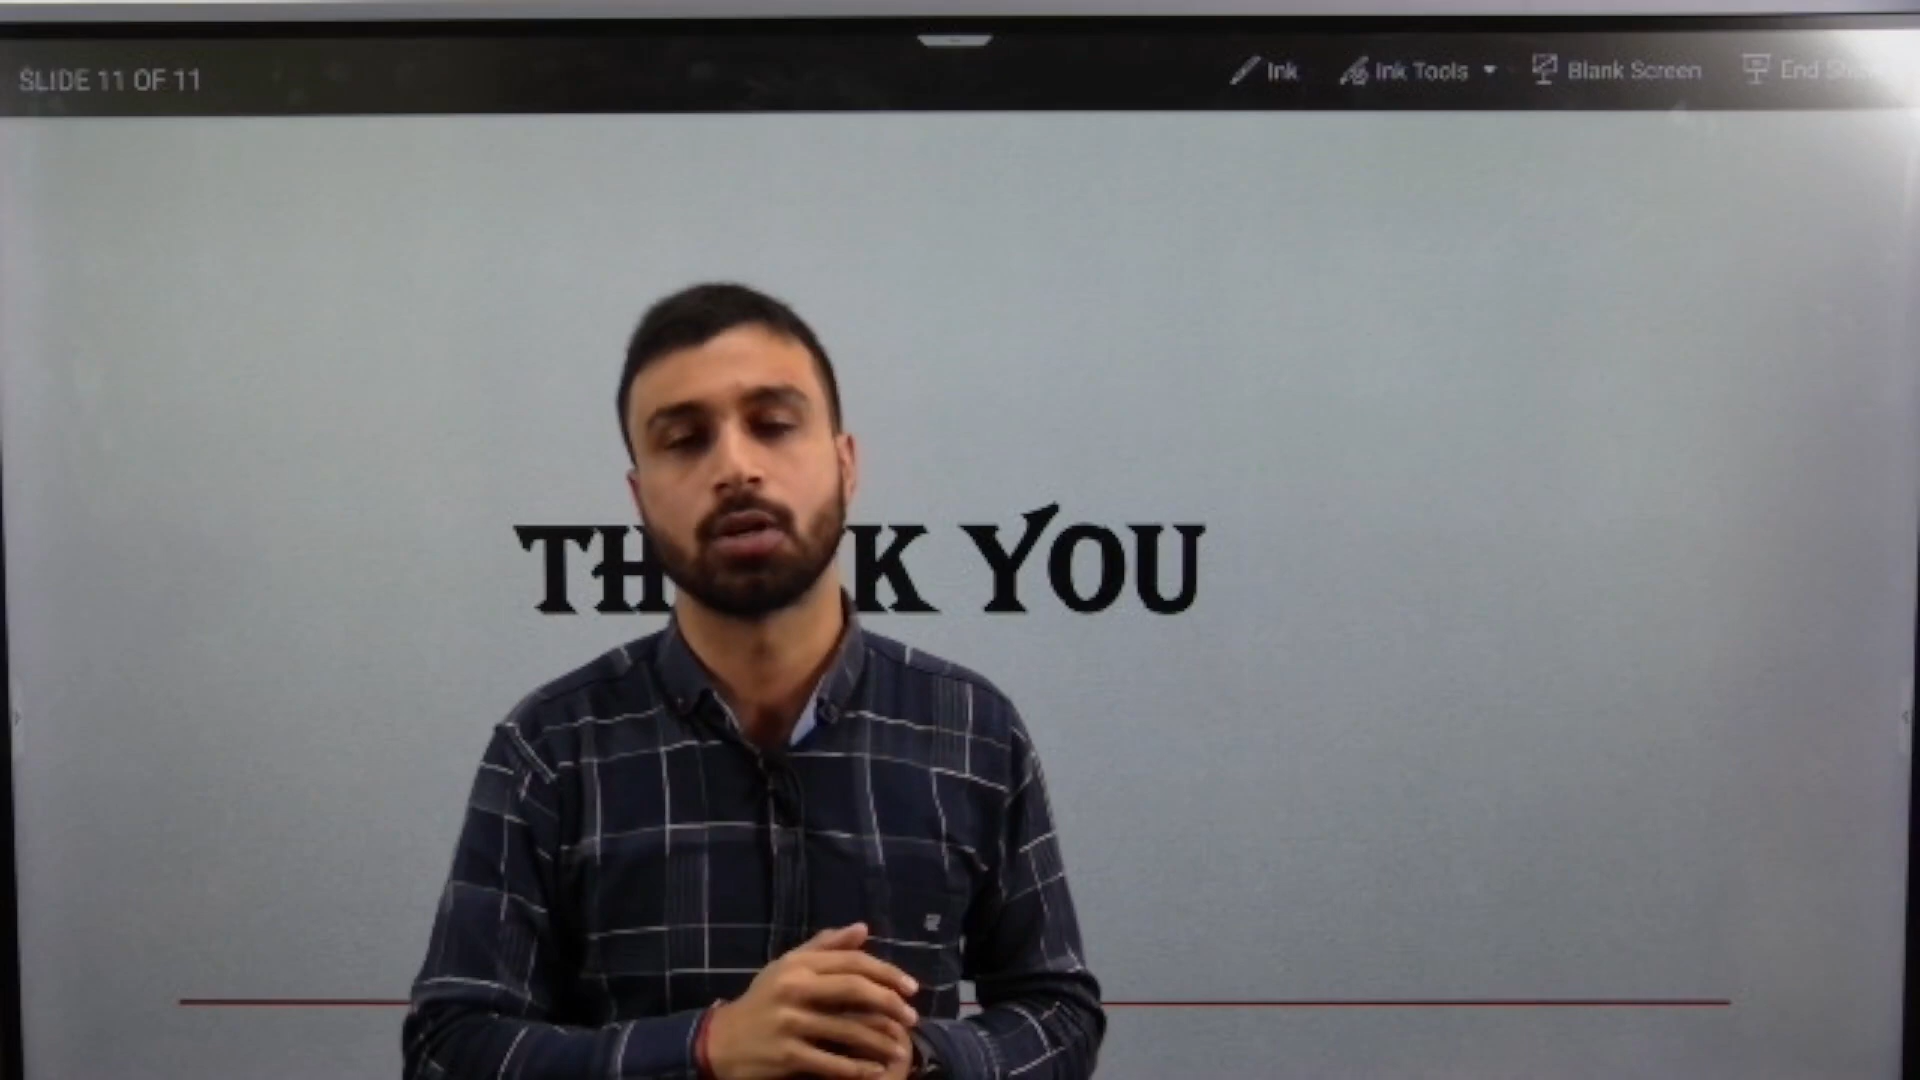 SLIDE 11 OF 11
Ink
Ink Tools
Blank Screen
End
TH K YOU